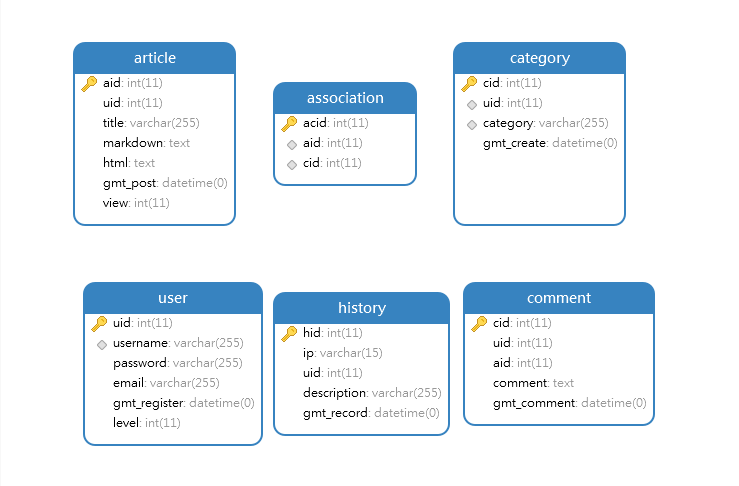 article
aid: int(11)
uid: int(11)
title: varchar(255)
markdown: text
html: text
gmt_post: datetime(0)
view: int(11)
association
acid: int(11)
aid: int(11)
cid: int(11)
category
cid: int(11)
uid: int(11)
category: varchar(255)
gmt_create: datetime(0)
user
uid: int(11)
username: varchar(255)
password: varchar(255)
email: varchar(255)
gmt_register: datetime(0)
level: int(11)
history
hid: int(11)
ip: varchar(15)
uid: int(11)
description: varchar(255)
gmt_record: datetime(0)
comment
cid: int(11)
uid: int(11)
aid: int(11)
comment: text
gmt_comment: datetime(0)